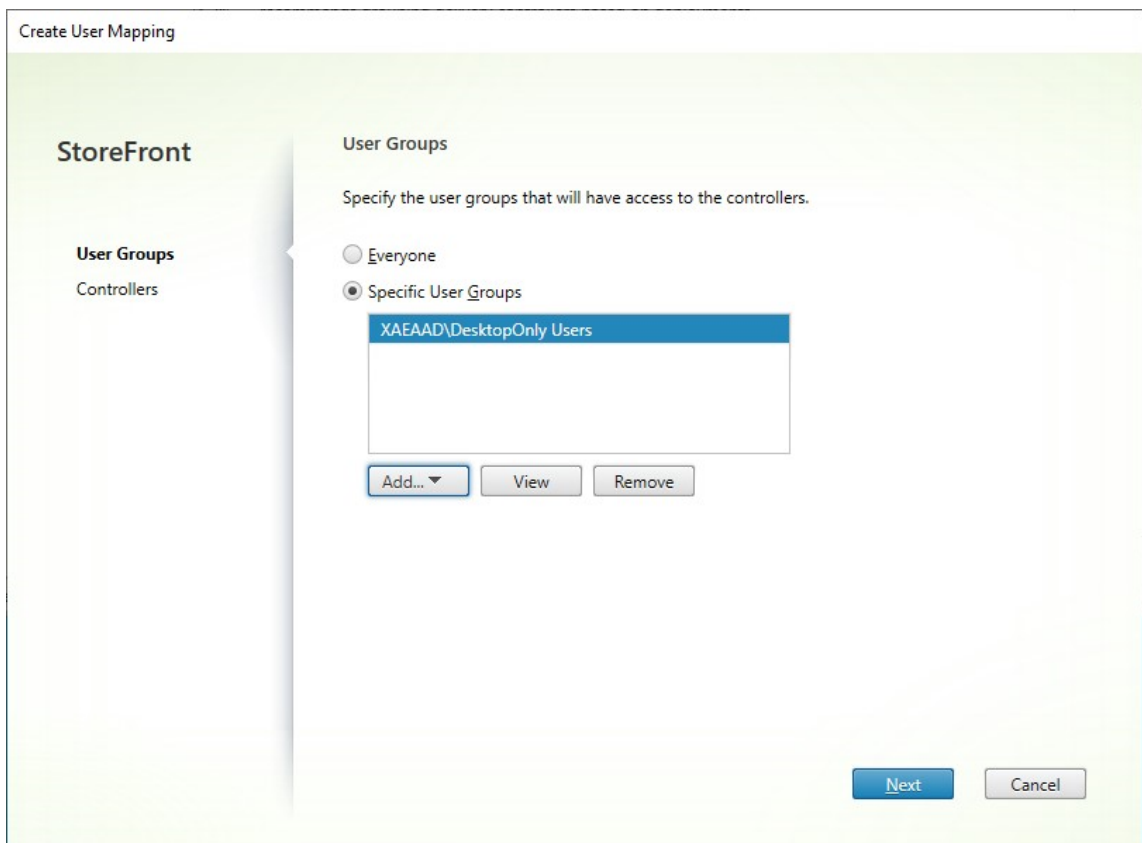 Create User Mapping
StoreFront
User Groups
Controllers
User Groups
Specify the user groups that will have access to the controllers.
Everyone
Specific User Groups
XAEAAD\DesktopOnly Users
Add...
View
Remove
Next
Cancel